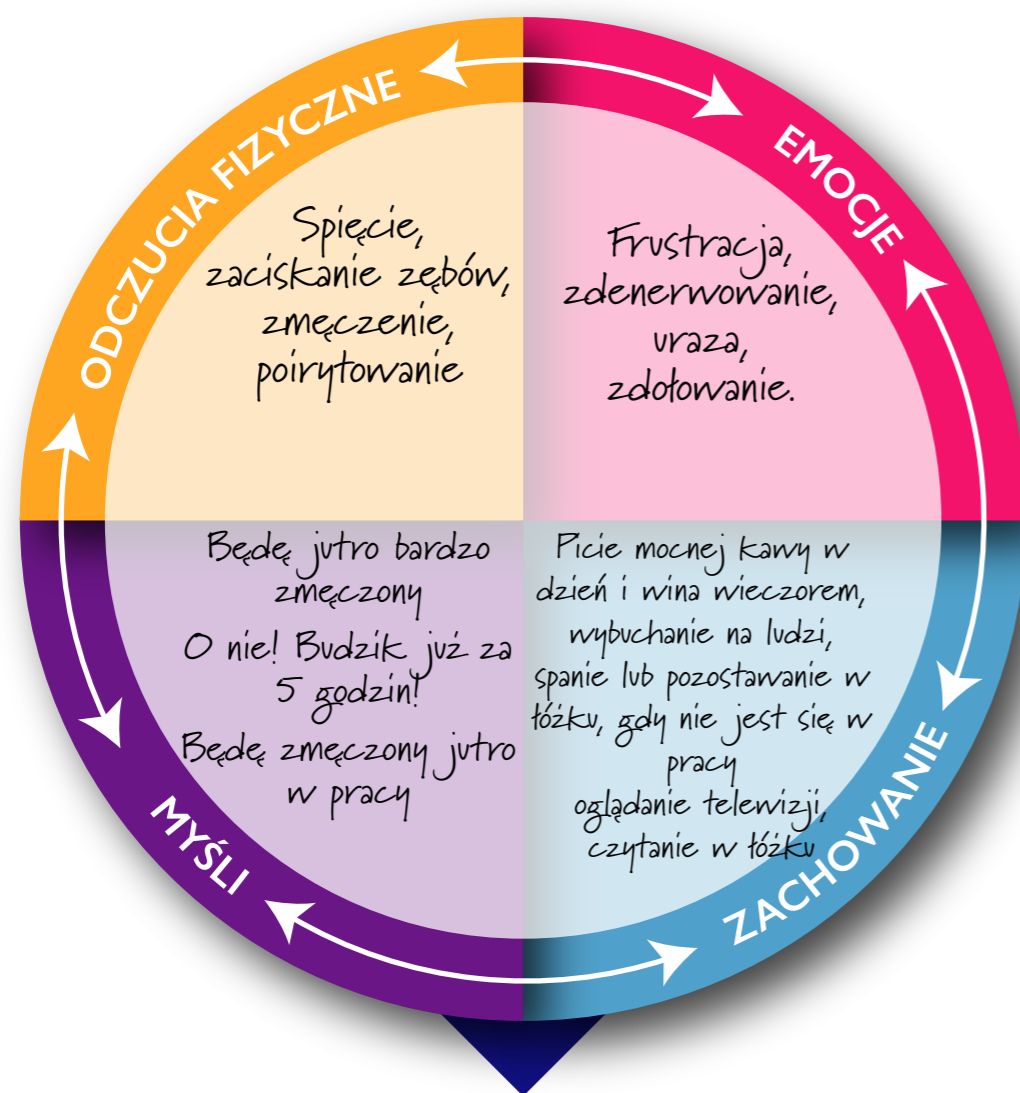 ODCZUCIA FIZYCZNE
Spięcie,
zaciskanie zębów,
zmęczenie,
poirytowanie
EMOCJE
Frustracja,
zdenerwowanie,
uraza,
zdołowanie.
MYŚLI
Będę jutro bardzo
zmęczony
O nie! Budzik już za
5 godzin!
Będę zmęczony jutro
w pracy
ZACHOWANIE
Picie mocnej kawy w
dzień i wina wieczorem,
wybuchanie na ludzi,
spanie lub pozostawanie w
łóżku, gdy nie jest się w
pracy
oglądanie telewizji,
czytanie w łóżku